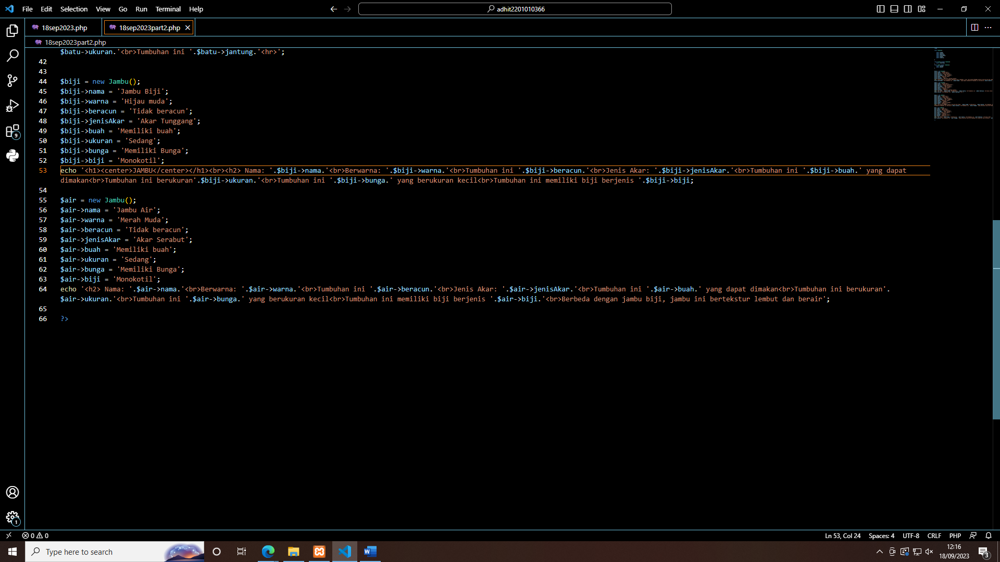 File Edit Selection View Go Run Terminal Help
adhit2201010366
18sep2023.php
18sep2023part2.php
18sep2023part2.php
$batu->ukuran.'<br>Tumbuhan ini '.$batu->jantung.'<hr>';
42
43
44 $biji = new Jambu();
45 $biji->nama = 'Jambu Biji';
46 $biji->warna = 'Hijau muda';
47 $biji->beracun = 'Tidak beracun';
48 $biji->jenisAkar = 'Akar Tunggang';
49 $biji->buah = 'Memiliki buah';
50 $biji->ukuran = 'Sedang';
51 $biji->bunga = 'Memiliki Bunga';
52 $biji->biji = 'Monokotil';
53 echo '<h1><center>JAMBU</center></h1><br><h2> Nama: '.$biji->nama.'<br>Berwarna: '.$biji->warna.'<br>Tumbuhan ini '.$biji->beracun.'<br>Jenis Akar: '.$biji->jenisAkar.'<br>Tumbuhan ini '.$biji->buah.' yang dapat
dimakan<br>Tumbuhan ini berukuran'.$biji->ukuran.'<br>Tumbuhan ini '.$biji->bunga.' yang berukuran kecil<br>Tumbuhan ini memiliki biji berjenis '.$biji->biji;
54
55 $air = new Jambu();
56 $air->nama = 'Jambu Air';
57 $air->warna = 'Merah Muda';
58 $air->beracun = 'Tidak beracun';
59 $air->jenisAkar = 'Akar Serabut';
60 $air->buah = 'Memiliki buah';
61 $air->ukuran = 'Sedang';
62 $air->bunga = 'Memiliki Bunga';
63 $air->biji = 'Monokotil';
64 echo '<h2> Nama: '.$air->nama.'<br>Berwarna: '.$air->warna.'<br>Tumbuhan ini '.$air->beracun.'<br>Jenis Akar: '.$air->jenisAkar.'<br>Tumbuhan ini '.$air->buah.' yang dapat dimakan<br>Tumbuhan ini berukuran'.
$air->ukuran.'<br>Tumbuhan ini '.$air->bunga.' yang berukuran kecil<br>Tumbuhan ini memiliki biji berjenis '.$air->biji.'<br>Berbeda dengan jambu biji, jambu ini bertekstur lembut dan berair';
65
66 ?>
9
1
0 0
Ln 53, Col 24 Spaces: 4 UTF-8 CRLF PHP
Type here to search
12:16
18/09/2023
3